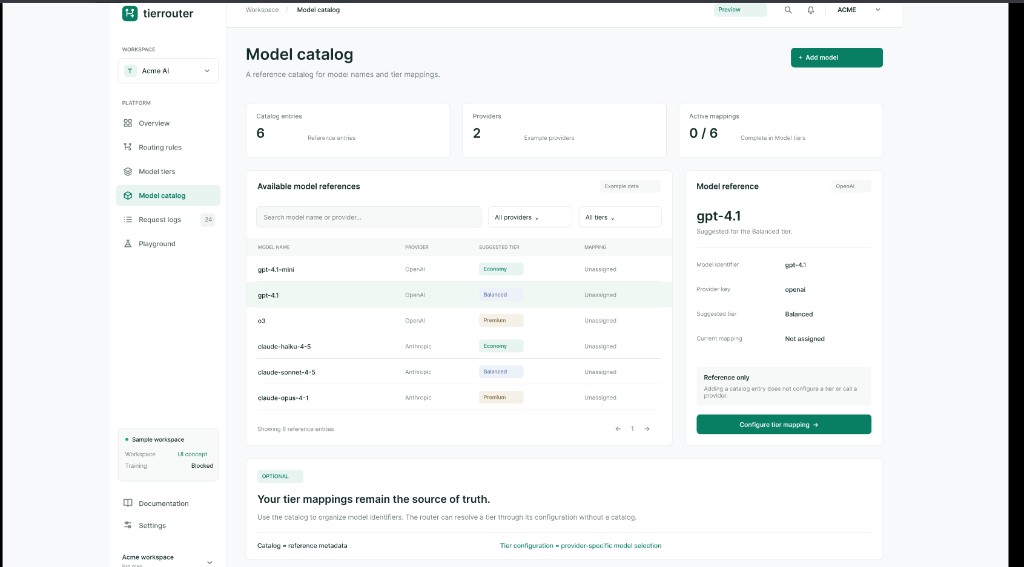 tierrouter
WORKSPACE
T Acme AI
PLATFORM
Overview
Routing rules
Model tiers
Model catalog
Request logs 24
Playground
Sample workspace
Workspace UI concept
Training Blocked
Documentation
Settings
Acme workspace
Workspace / Model catalog
Preview
ACME
Model catalog
A reference catalog for model names and tier mappings.
+ Add model
Catalog entries
6 Reference entries
Providers
2 Example providers
Active mappings
0 / 6 Complete in Model tiers
Available model references
Example data
Search model name or provider...
All providers
All tiers
MODEL NAME PROVIDER SUGGESTED TIER MAPPING
gpt-4.1-mini OpenAI Economy Unassigned
gpt-4.1 OpenAI Balanced Unassigned
o3 OpenAI Premium Unassigned
claude-haiku-4-5 Anthropic Economy Unassigned
claude-sonnet-4-5 Anthropic Balanced Unassigned
claude-opus-4-1 Anthropic Premium Unassigned
Showing 6 reference entries
← 1 →
Model reference
OpenAI
gpt-4.1
Suggested for the Balanced tier.
Model identifier gpt-4.1
Provider key openai
Suggested tier Balanced
Current mapping Not assigned
Reference only
Adding a catalog entry does not configure a tier or call a
provider.
Configure tier mapping →
OPTIONAL
Your tier mappings remain the source of truth.
Use the catalog to organize model identifiers. The router can resolve a tier through its configuration without a catalog.
Catalog = reference metadata
Tier configuration = provider-specific model selection